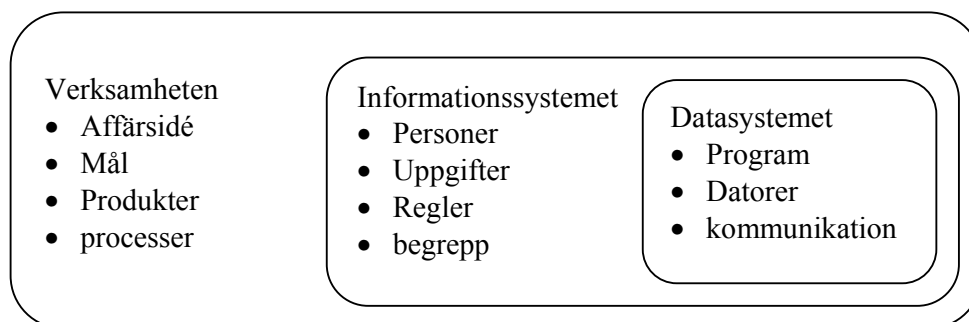 Verksamheten
• Affärsidé
• Mål
• Produkter
• processer
Informationssystemet
• Personer
• Uppgifter
• Regler
• begrepp
Datasystemet
• Program
• Datorer
• kommunikation